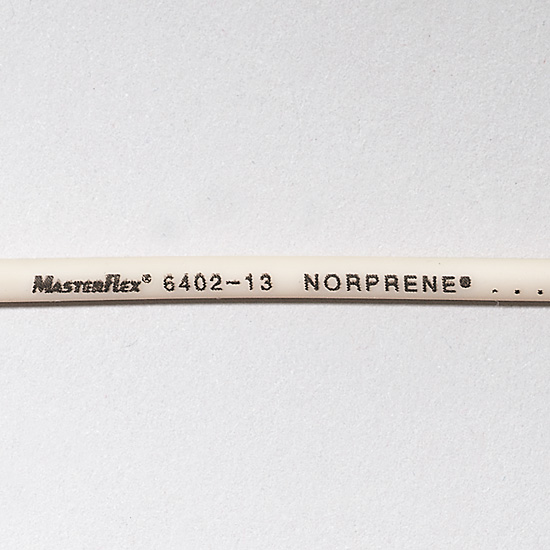 MASTERFLEX® 6402-13 NORPRENE® . . . .